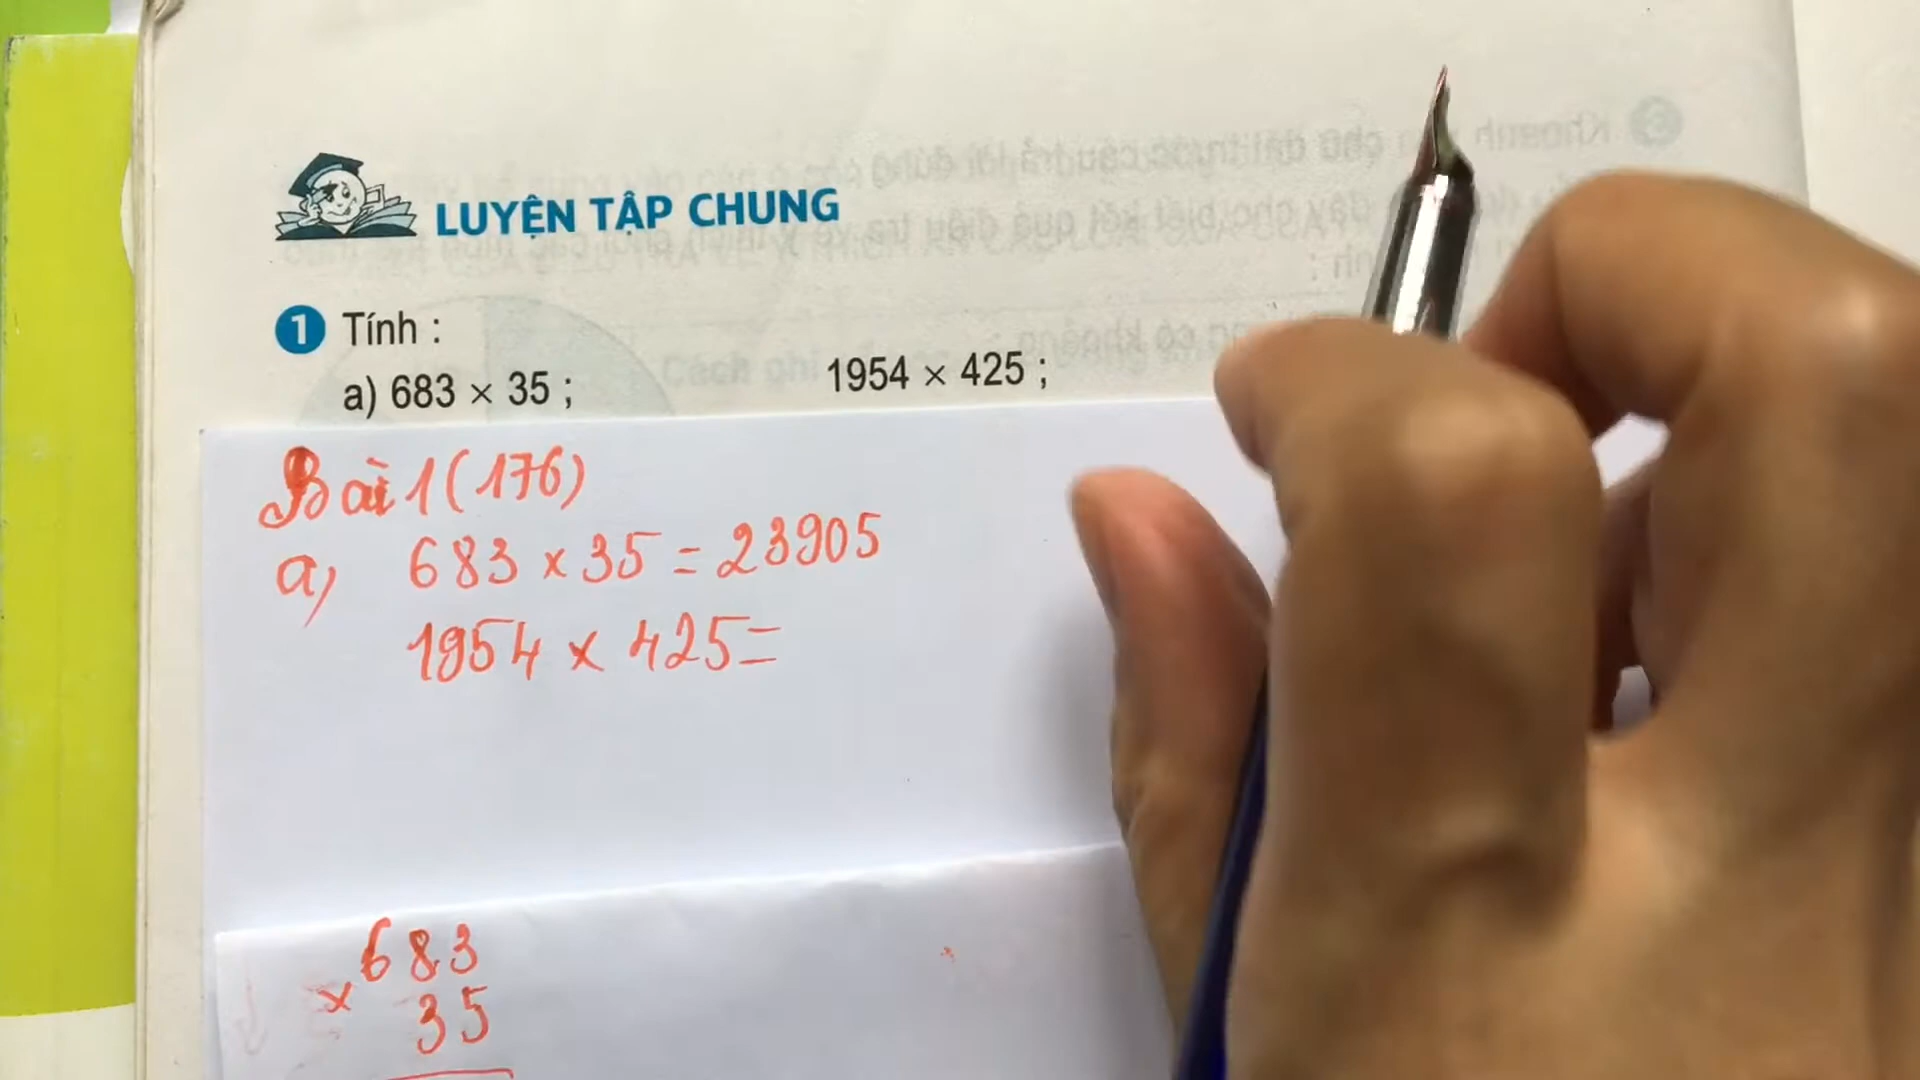 LUYỆN TẬP CHUNG
1 Tính :
a) 683 × 35 ; 1954 × 425 ;
Bài 1 (176)
a, 683 × 35 = 23905
1954 × 425 =
683
×
35